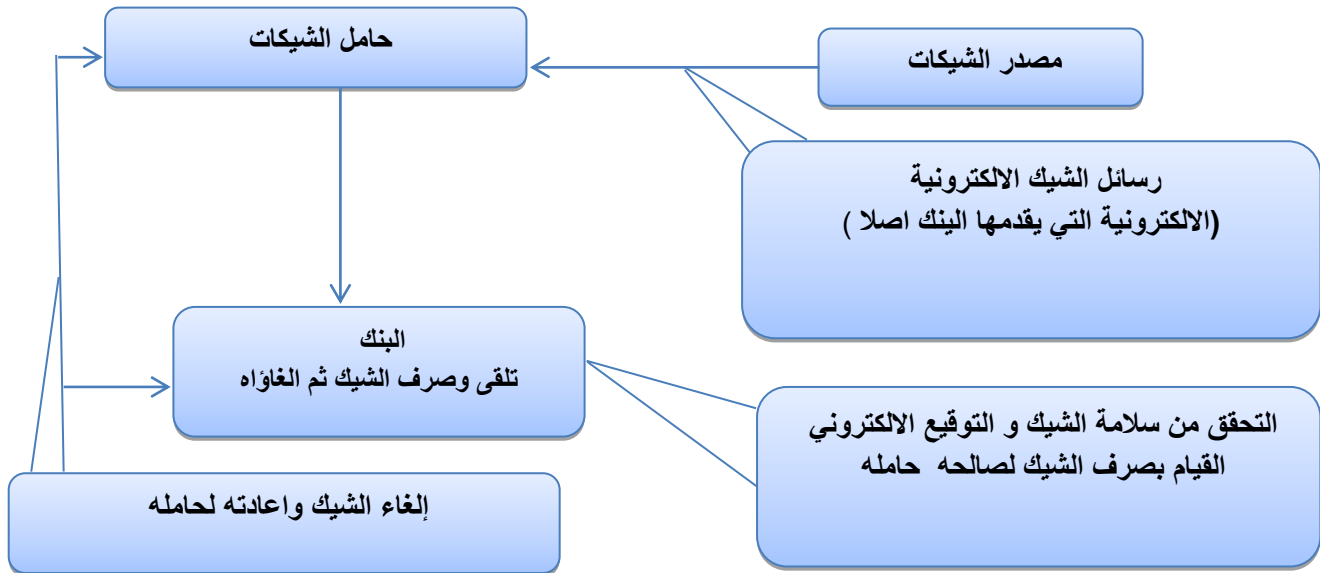 حامل الشيكات
مصدر الشيكات
رسائل الشيك الالكترونية
(الالكترونية التي يقدمها الينك اصلا )
البنك
تلقى وصرف الشيك ثم الغاؤاه
التحقق من سلامة الشيك و التوقيع الالكتروني
القيام بصرف الشيك لصالحه حامله
إلغاء الشيك واعادته لحامله